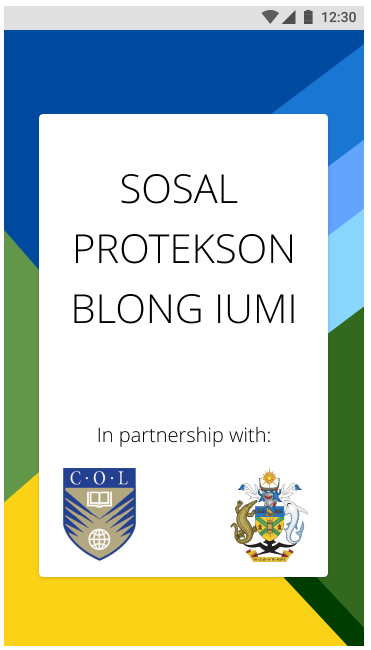 12:30
SOSAL
PROTEKSON
BLONG IUMI
In partnership with:
C·O·L